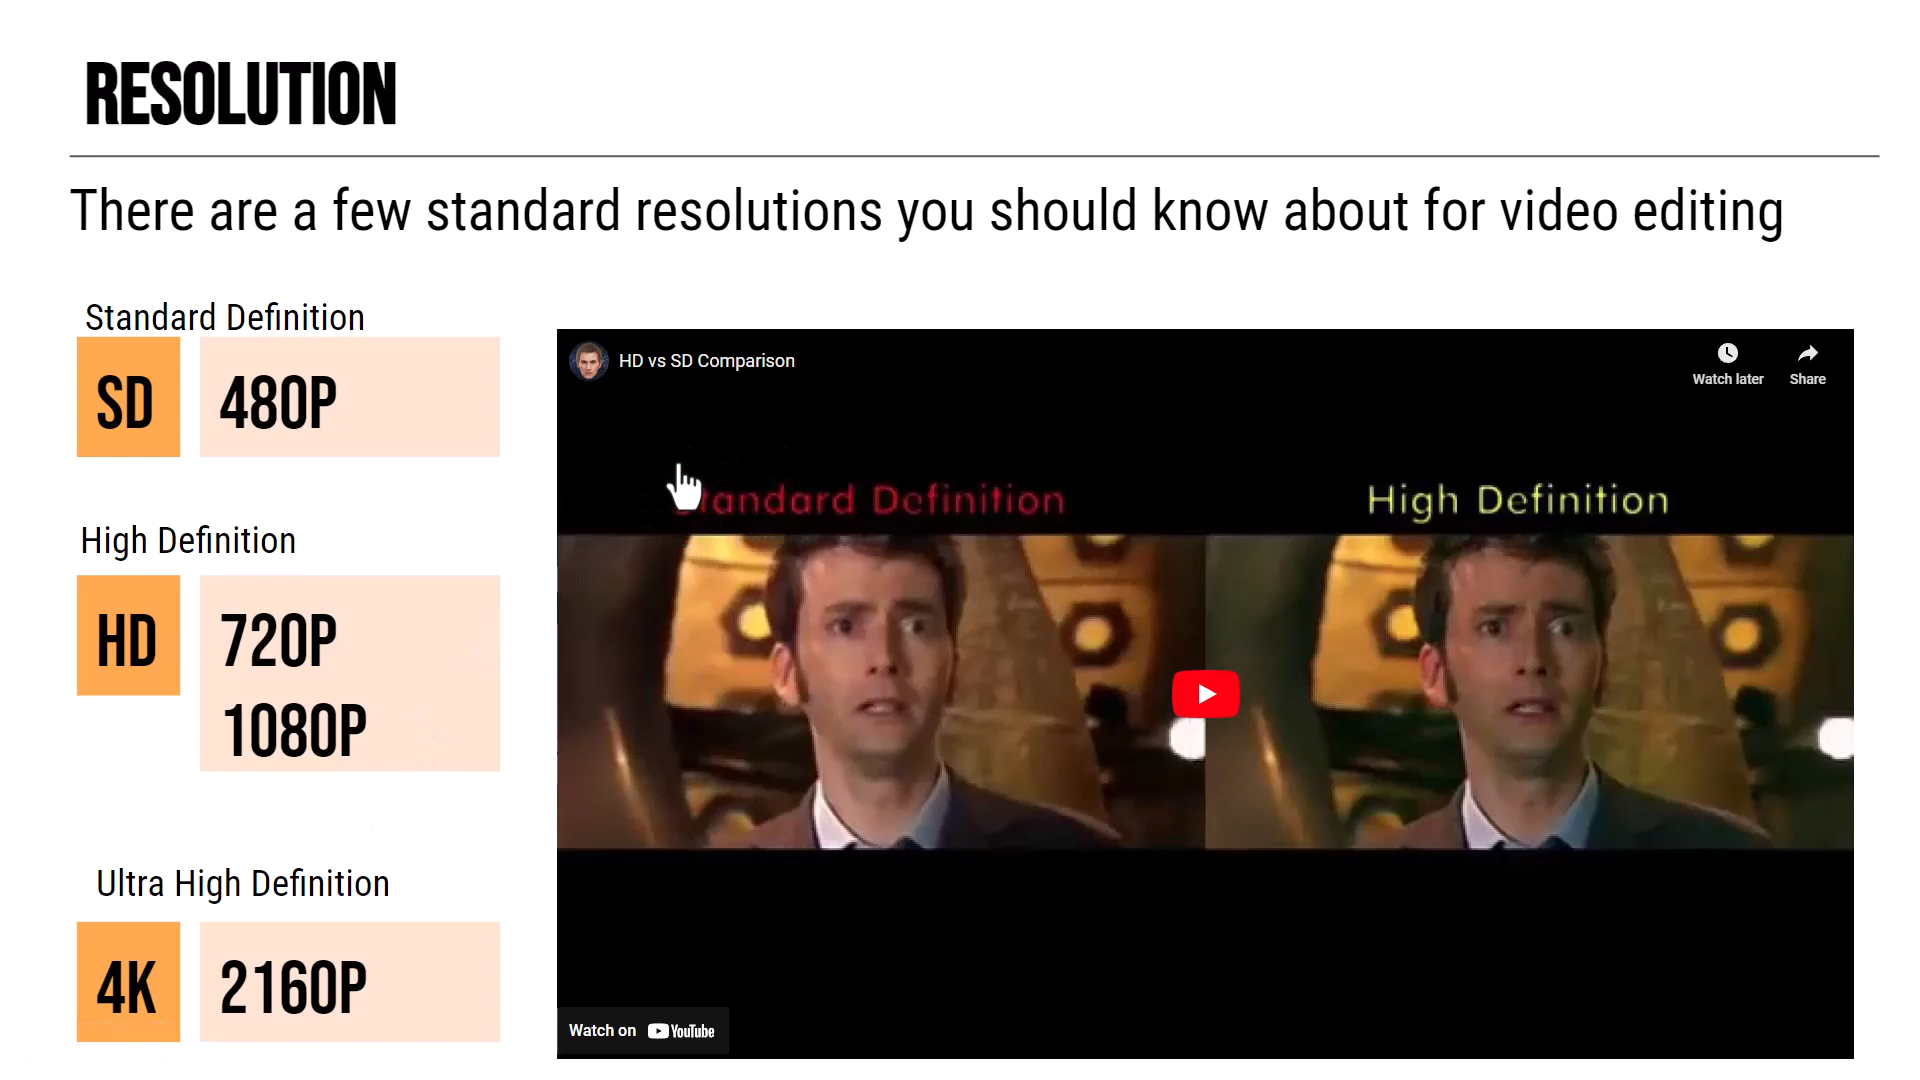 RESOLUTION
There are a few standard resolutions you should know about for video editing
Standard Definition
SD
480P
High Definition
HD
720P
1080P
Ultra High Definition
4K
2160P
HD vs SD Comparison
Watch later
Share
Standard Definition
High Definition
Watch on YouTube